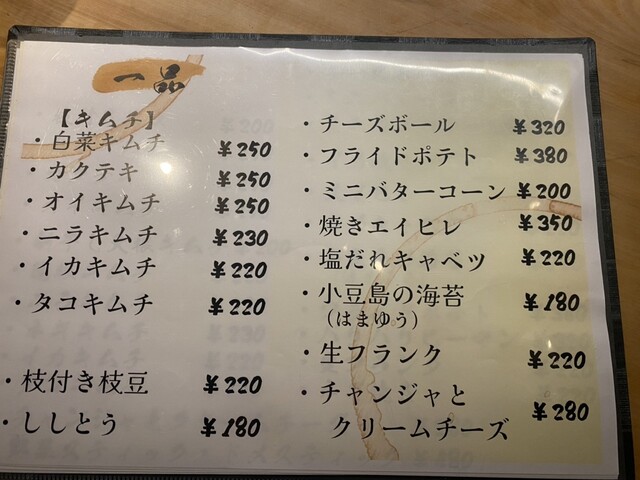 一品
【キムチ】
・白菜キムチ ¥250
・カクテキ ¥250
・オイキムチ ¥250
・ニラキムチ ¥230
・イカキムチ ¥220
・タコキムチ ¥220
・枝付き枝豆 ¥220
・ししとう ¥180
・チーズボール ¥320
・フライドポテト ¥380
・ミニバターコーン ¥200
・焼きエイヒレ ¥350
・塩だれキャベツ ¥220
・小豆島の海苔 ¥180
（はまゆう）
・生フランク ¥220
・チャンジャと ¥280
クリームチーズ